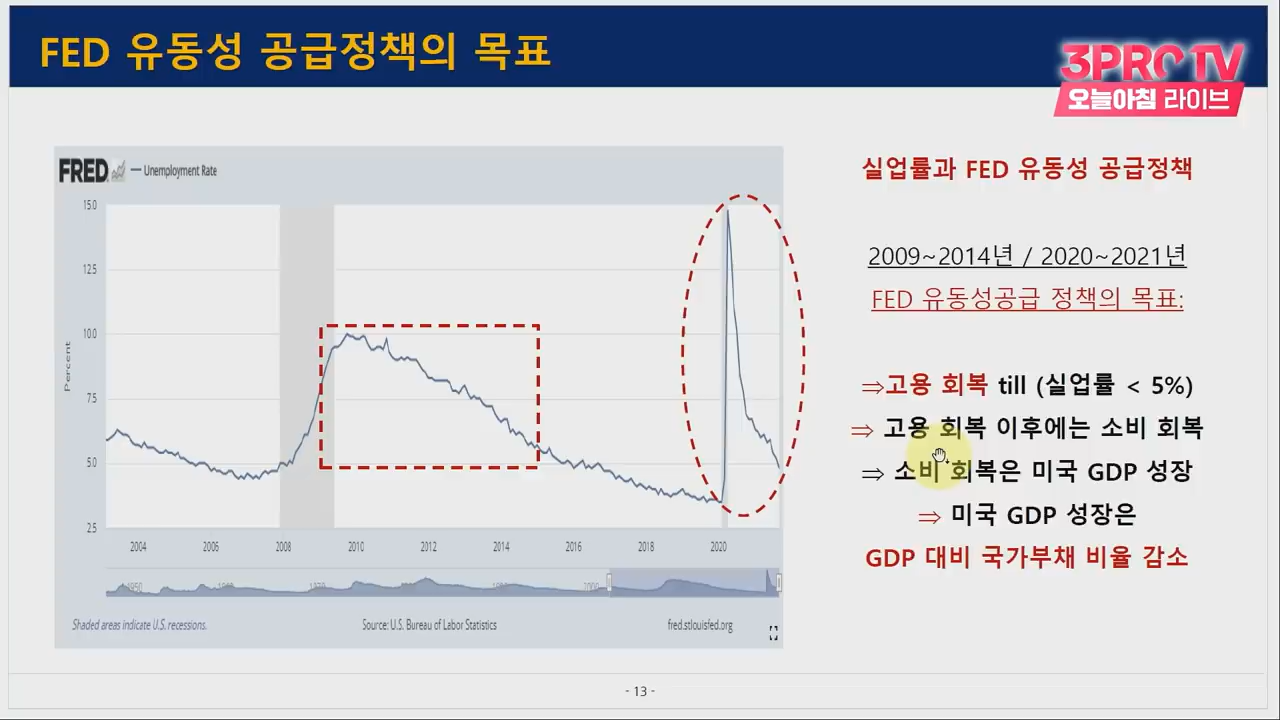 FED 유동성 공급정책의 목표
3PROTV
오늘아침 라이브
FRED
Unemployment Rate
실업률과 FED 유동성 공급정책
15.0
12.5
10.0
7.5
5.0
2.5
Percent
2004 2006 2008 2010 2012 2014 2016 2018 2020
2009~2014년 / 2020~2021년
FED 유동성공급 정책의 목표:
⇒고용 회복 till (실업률 < 5%)
⇒ 고용 회복 이후에는 소비 회복
⇒ 소비 회복은 미국 GDP 성장
⇒ 미국 GDP 성장은
GDP 대비 국가부채 비율 감소
Shaded areas indicate U.S. recessions.
Source: U.S. Bureau of Labor Statistics
fred.stlouisfed.org
- 13 -